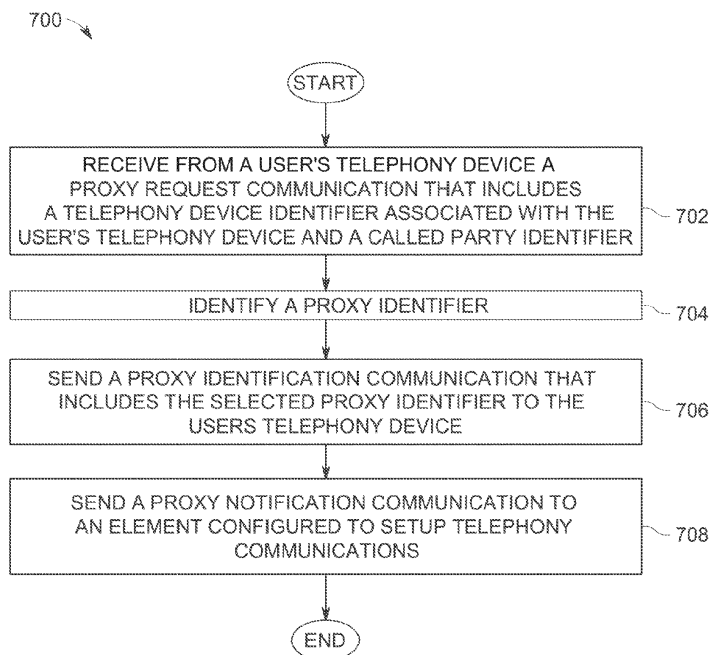 700
START
RECEIVE FROM A USER'S TELEPHONY DEVICE A
PROXY REQUEST COMMUNICATION THAT INCLUDES
A TELEPHONY DEVICE IDENTIFIER ASSOCIATED WITH THE
USER'S TELEPHONY DEVICE AND A CALLED PARTY IDENTIFIER
702
IDENTIFY A PROXY IDENTIFIER
704
SEND A PROXY IDENTIFICATION COMMUNICATION THAT
INCLUDES THE SELECTED PROXY IDENTIFIER TO THE
USERS TELEPHONY DEVICE
706
SEND A PROXY NOTIFICATION COMMUNICATION TO
AN ELEMENT CONFIGURED TO SETUP TELEPHONY
COMMUNICATIONS
708
END